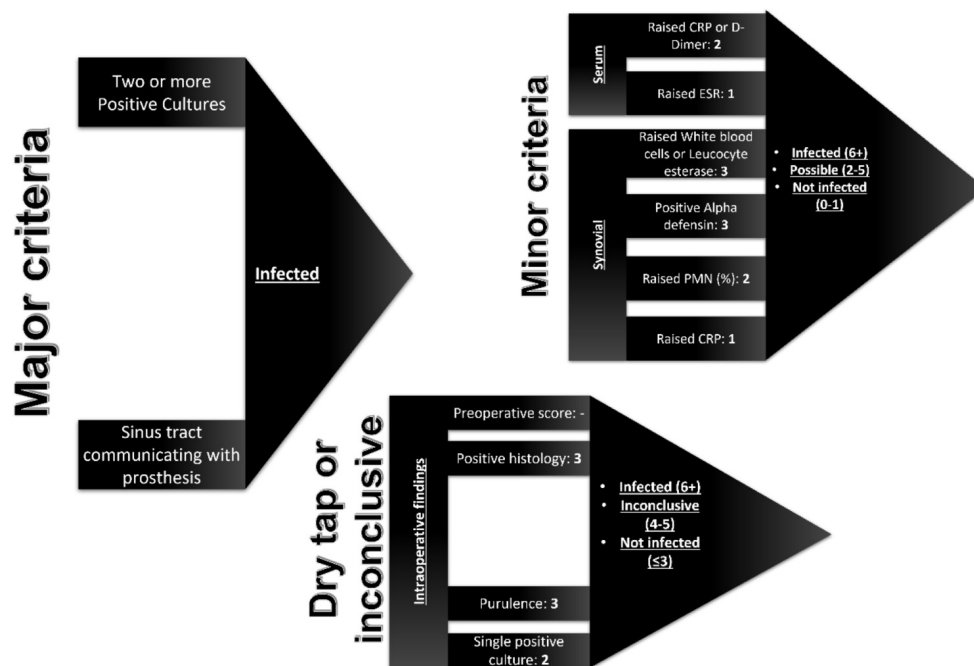 Major criteria
Two or more
Positive Cultures
Sinus tract
communicating with
prosthesis
Infected
Minor criteria
Serum
Raised CRP or D-
Dimer: 2
Raised ESR: 1
Synovial
Raised White blood
cells or Leucocyte
esterase: 3
Positive Alpha
defensin: 3
Raised PMN (%): 2
Raised CRP: 1
• Infected (6+)
• Possible (2-5)
• Not infected
(0-1)
Dry tap or
inconclusive
Intraoperative findings
Preoperative score: -
Positive histology: 3
Purulence: 3
Single positive
culture: 2
• Infected (6+)
• Inconclusive
(4-5)
• Not infected
(≤3)